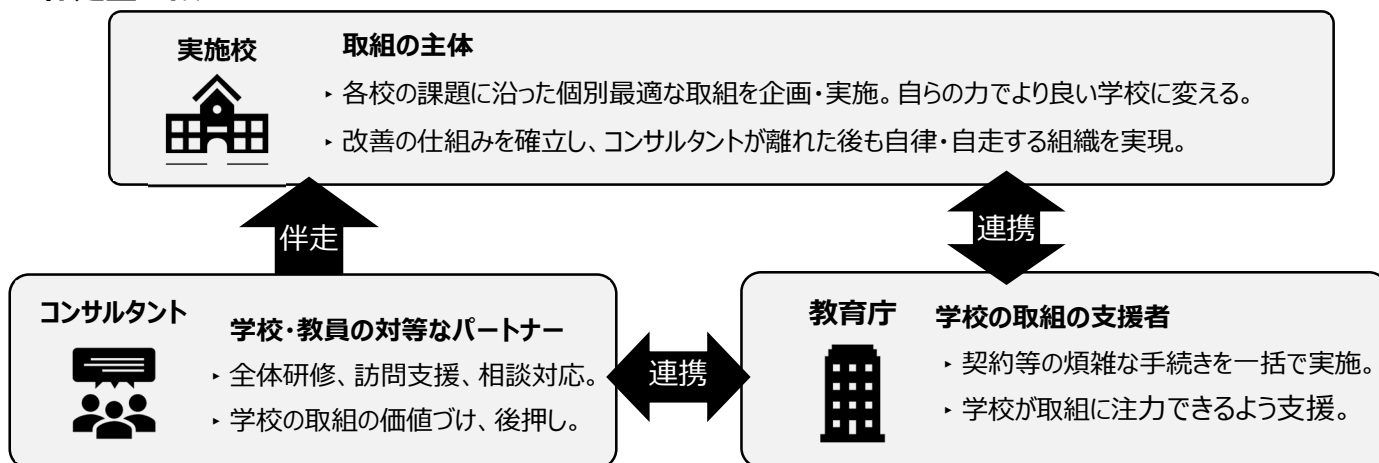 実施校
取組の主体
‣ 各校の課題に沿った個別最適な取組を企画・実施。自らの力でより良い学校に変える。
‣ 改善の仕組みを確立し、コンサルタントが離れた後も自律・自走する組織を実現。
伴走
連携
コンサルタント
学校・教員の対等なパートナー
‣ 全体研修、訪問支援、相談対応。
‣ 学校の取組の価値づけ、後押し。
連携
教育庁
学校の取組の支援者
‣ 契約等の煩雑な手続きを一括で実施。
‣ 学校が取組に注力できるよう支援。